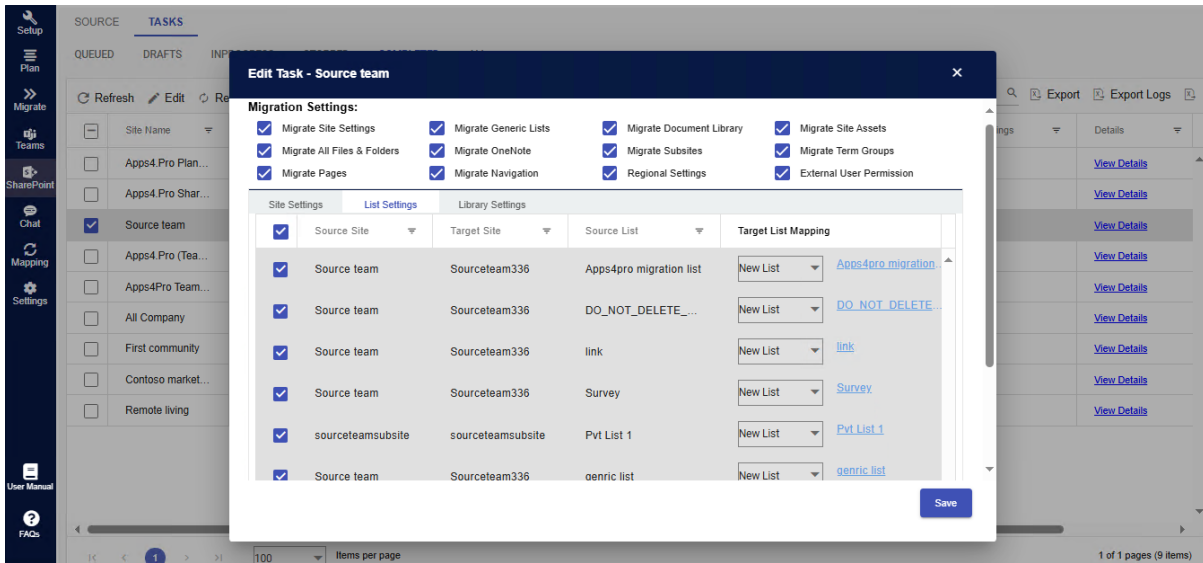 Setup
SOURCE TASKS
Plan
QUEUED DRAFTS
Edit Task - Source team
Migrate
Refresh Edit
Export Export Logs
Migration Settings:
Migrate Site Settings Migrate Generic Lists Migrate Document Library Migrate Site Assets
Teams
Site Name Details
Migrate All Files & Folders Migrate OneNote Migrate Subsites Migrate Term Groups
Apps4.Pro Plan... View Details
Migrate Pages Migrate Navigation Regional Settings External User Permission
SharePoint
Apps4.Pro Shar... View Details
Site Settings List Settings Library Settings
Chat
Source team View Details
Source Site Target Site Source List Target List Mapping
Mapping
Apps4.Pro (Tea... View Details
Source team Sourceteam336 Apps4pro migration list New List Apps4pro migration..
Settings
Apps4Pro Team... View Details
Source team Sourceteam336 DO_NOT_DELETE_... New List DO_NOT_DELETE...
All Company View Details
Source team Sourceteam336 link New List link
First community View Details
Source team Sourceteam336 Survey New List Survey
Contoso market... View Details
Remote living View Details
sourceteamsubsite sourceteamsubsite Pvt List 1 New List Pvt List 1
Source team Sourceteam336 genric list New List genric list
User Manual
Save
FAQs
1 100 Items per page 1 of 1 pages (9 items)